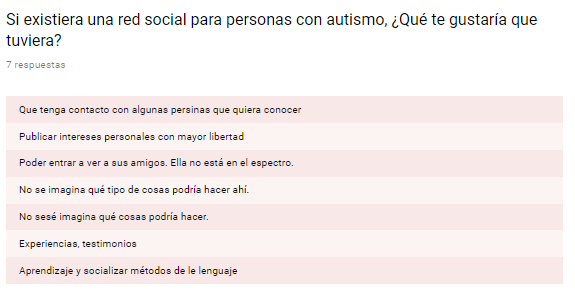 Si existiera una red social para personas con autismo, ¿Qué te gustaría que
tuviera?
7 respuestas
Que tenga contacto con algunas persinas que quiera conocer
Publicar intereses personales con mayor libertad
Poder entrar a ver a sus amigos. Ella no está en el espectro.
No se imagina qué tipo de cosas podría hacer ahí.
No sesé imagina qué cosas podría hacer.
Experiencias, testimonios
Aprendizaje y socializar métodos de le lenguaje